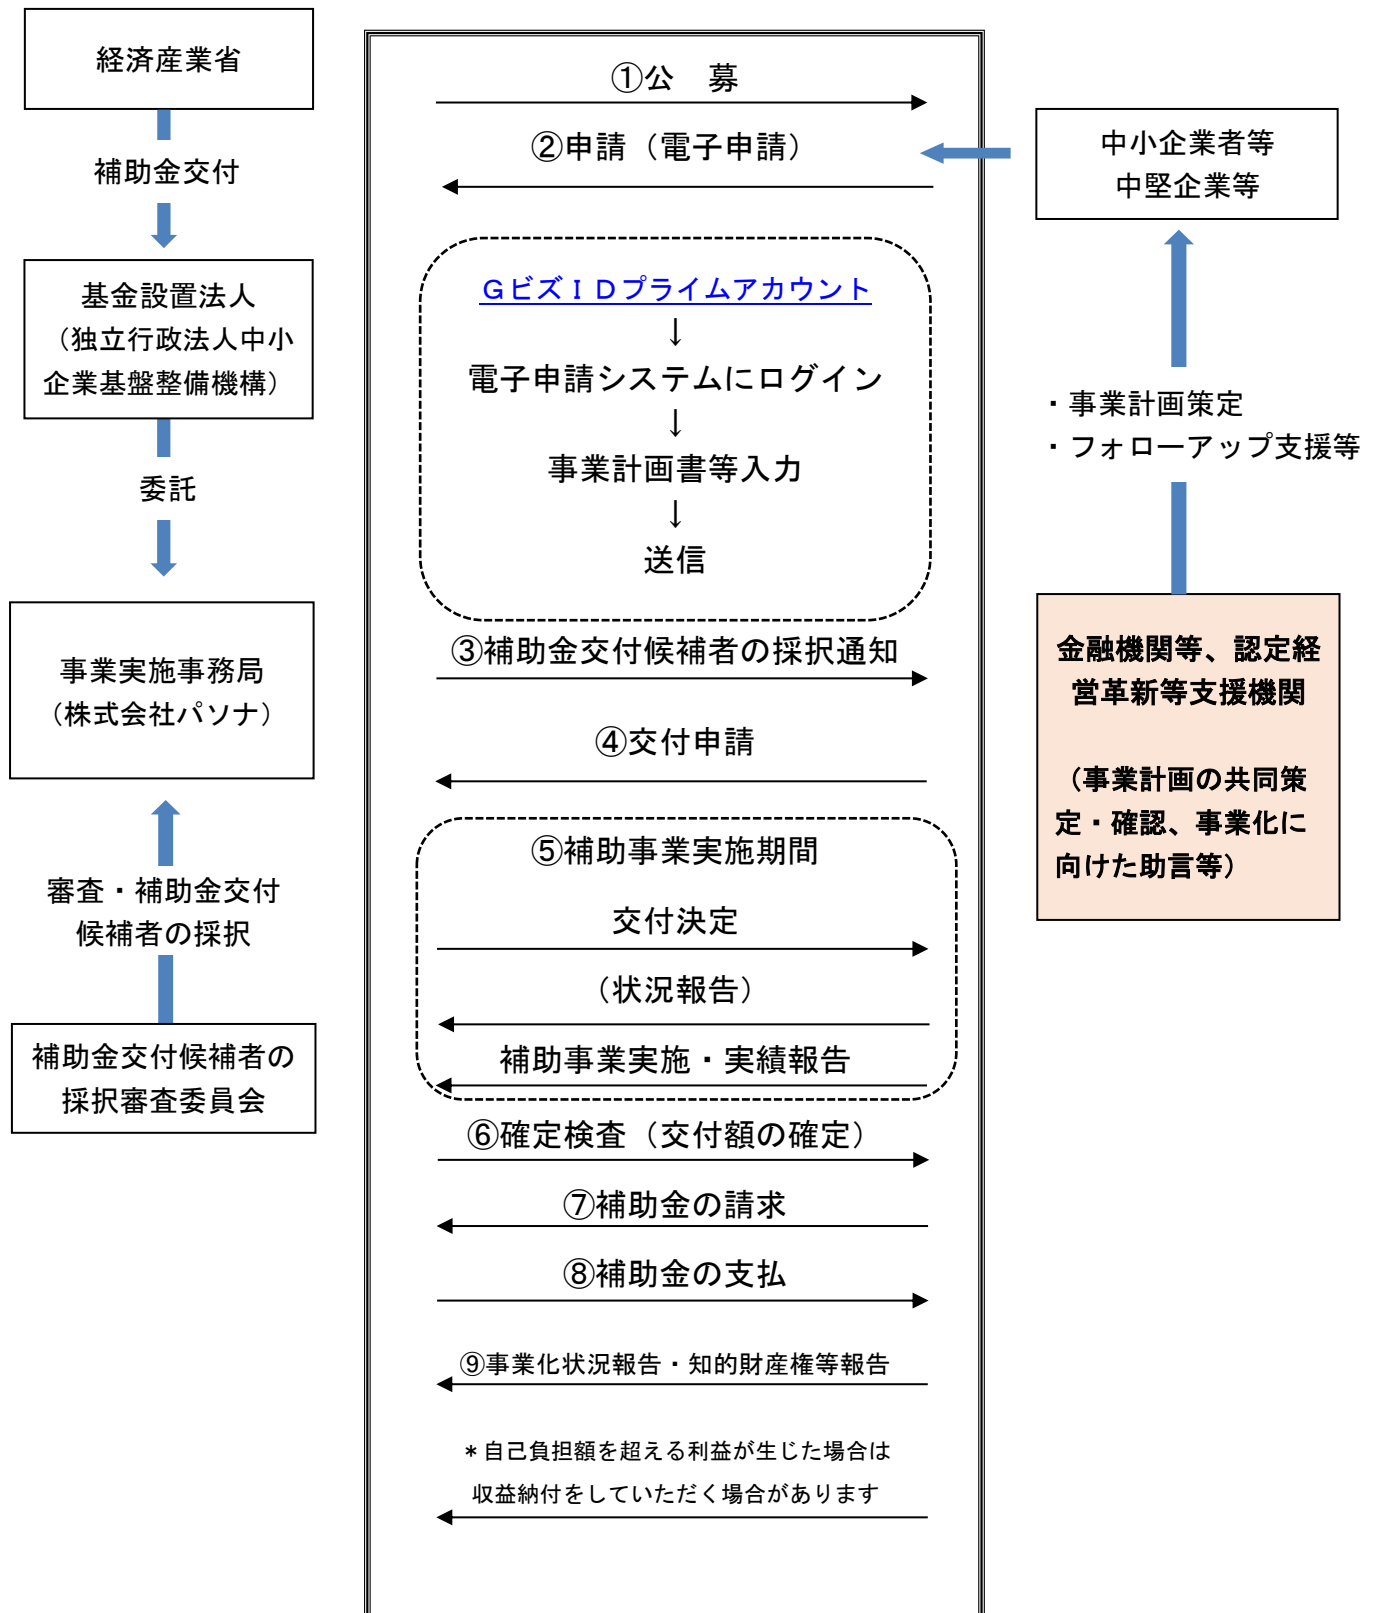 経済産業省
補助金交付
基金設置法人
（独立行政法人中小
企業基盤整備機構）
委託
事業実施事務局
（株式会社パソナ）
審査・補助金交付
候補者の採択
補助金交付候補者の
採択審査委員会
①公　募
②申請（電子申請）
ＧビズＩＤプライムアカウント
↓
電子申請システムにログイン
↓
事業計画書等入力
↓
送信
③補助金交付候補者の採択通知
④交付申請
⑤補助事業実施期間
交付決定
（状況報告）
補助事業実施・実績報告
⑥確定検査（交付額の確定）
⑦補助金の請求
⑧補助金の支払
⑨事業化状況報告・知的財産権等報告
＊自己負担額を超える利益が生じた場合は
収益納付をしていただく場合があります
中小企業者等
中堅企業等
・事業計画策定
・フォローアップ支援等
金融機関等、認定経
営革新等支援機関
（事業計画の共同策
定・確認、事業化に
向けた助言等）